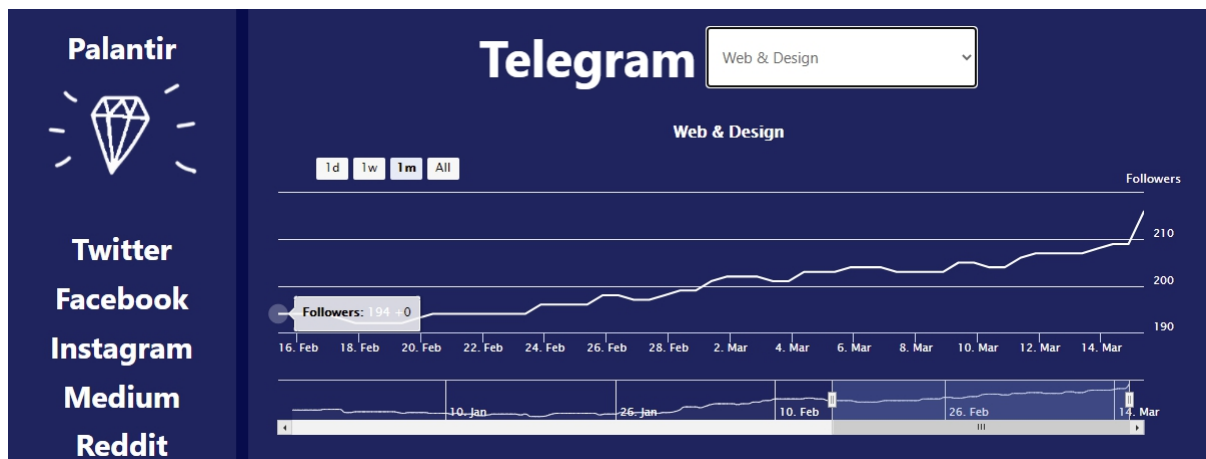 Palantir
Twitter
Facebook
Instagram
Medium
Reddit
Telegram
Web & Design
Web & Design
1d 1w 1m All
Followers
210
200
190
Followers: 194 +0
16. Feb 18. Feb 20. Feb 22. Feb 24. Feb 26. Feb 28. Feb 2. Mar 4. Mar 6. Mar 8. Mar 10. Mar 12. Mar 14. Mar
10. Jan 26. Jan 10. Feb 26. Feb 14. Mar